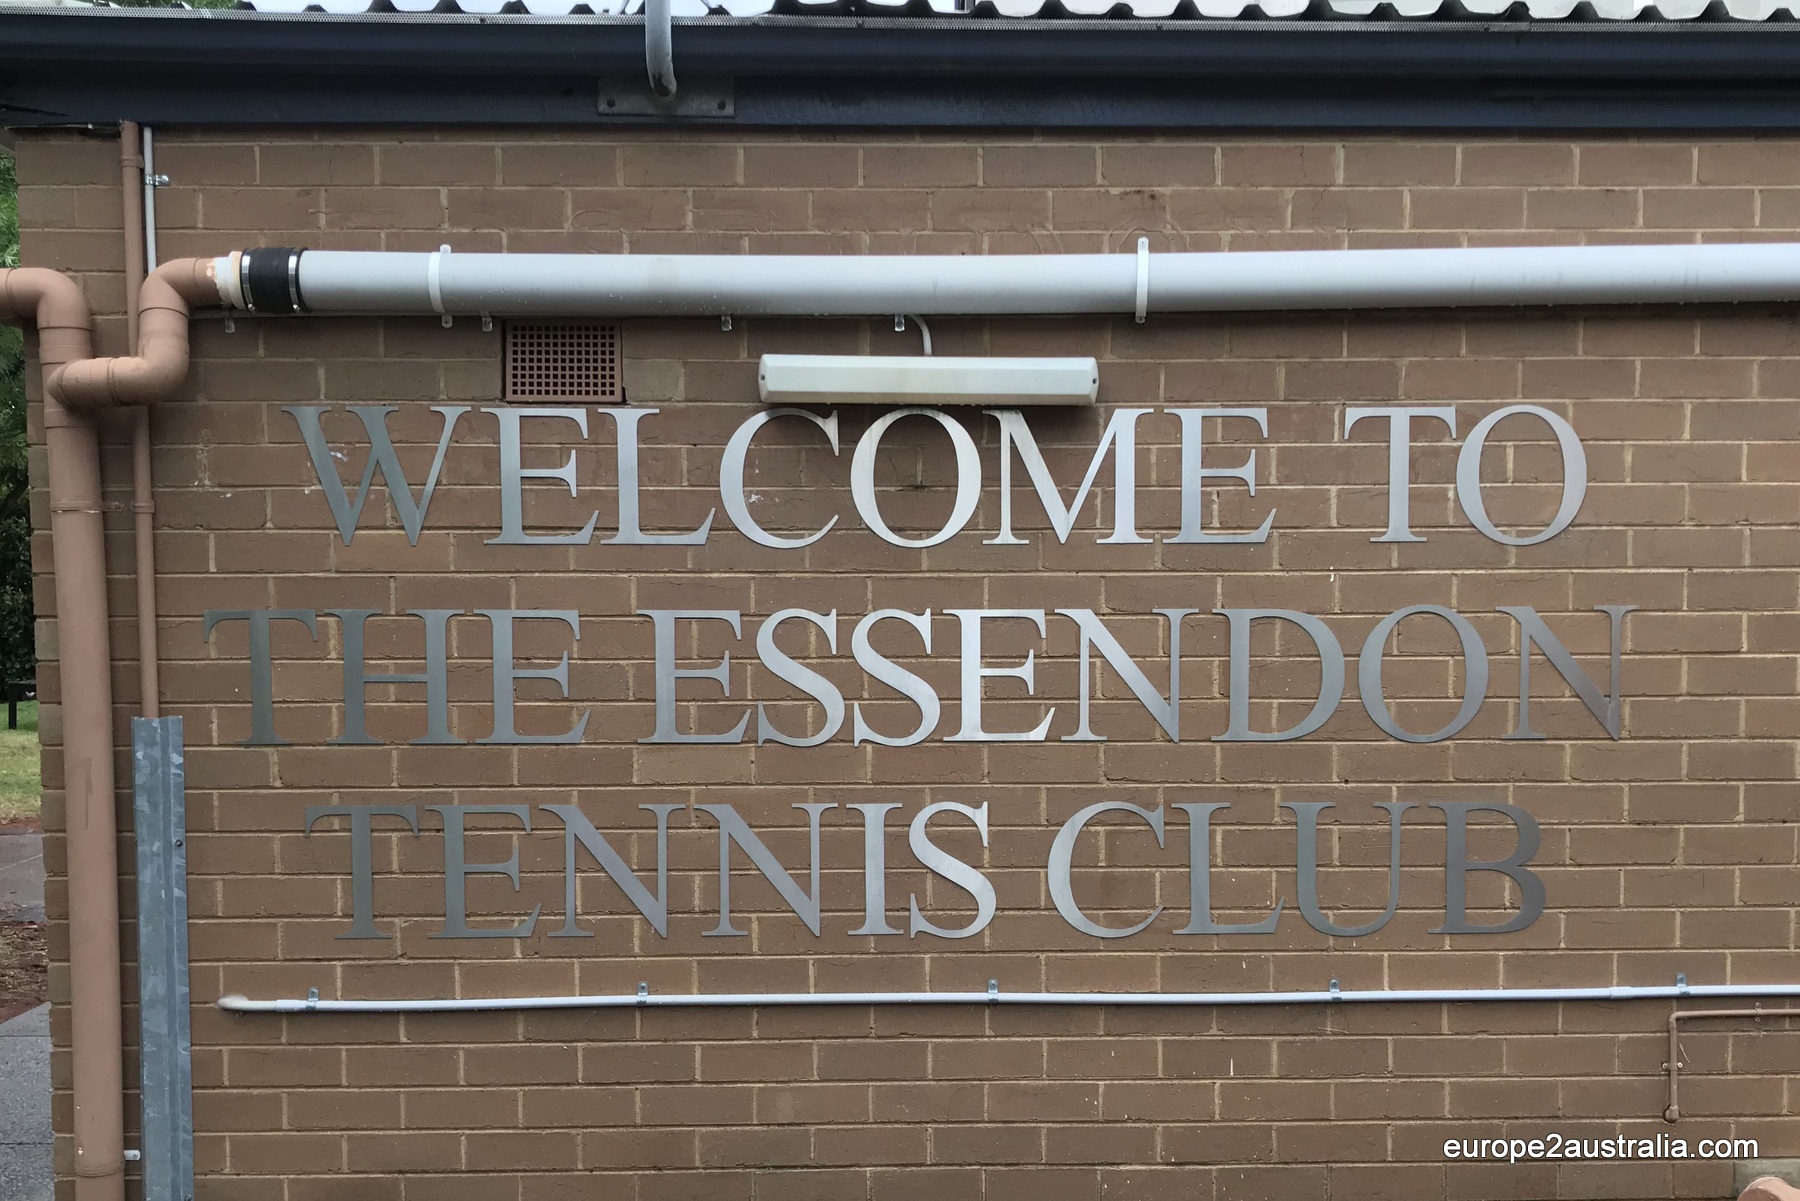 WELCOME TO
THE ESSENDON
TENNIS CLUB
europe2australia.com